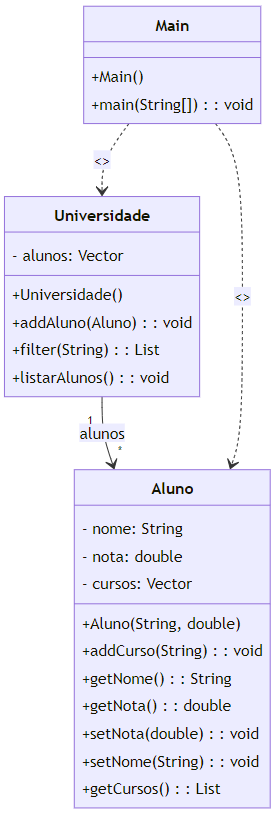 Main
+Main()
+main(String[]) : : void
<>
Universidade
- alunos: Vector
+Universidade()
+addAluno(Aluno) : : void
+filter(String) : : List
+listarAlunos() : : void
<>
1
alunos
*
Aluno
- nome: String
- nota: double
- cursos: Vector
+Aluno(String, double)
+addCurso(String) : : void
+getNome() : : String
+getNota() : : double
+setNota(double) : : void
+setNome(String) : : void
+getCursos() : : List